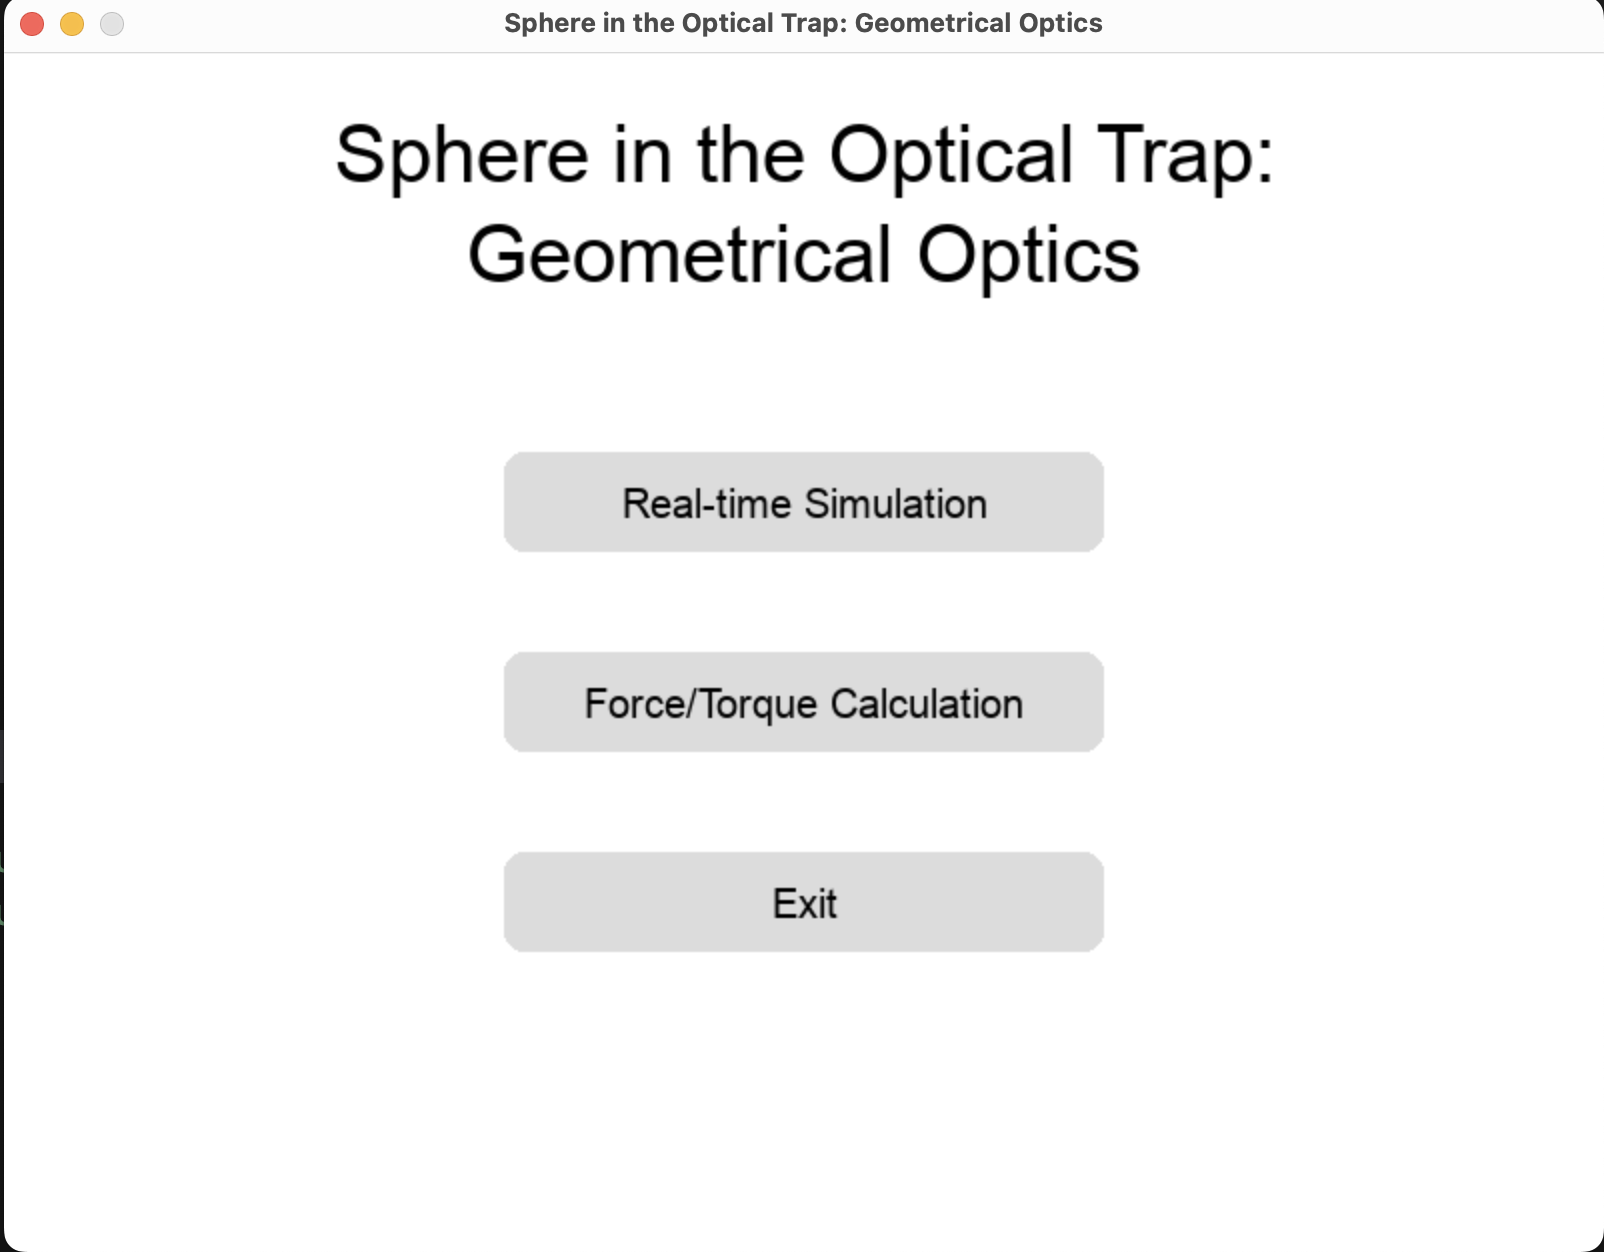 Sphere in the Optical Trap: Geometrical Optics
Sphere in the Optical Trap:
Geometrical Optics
Real-time Simulation
Force/Torque Calculation
Exit